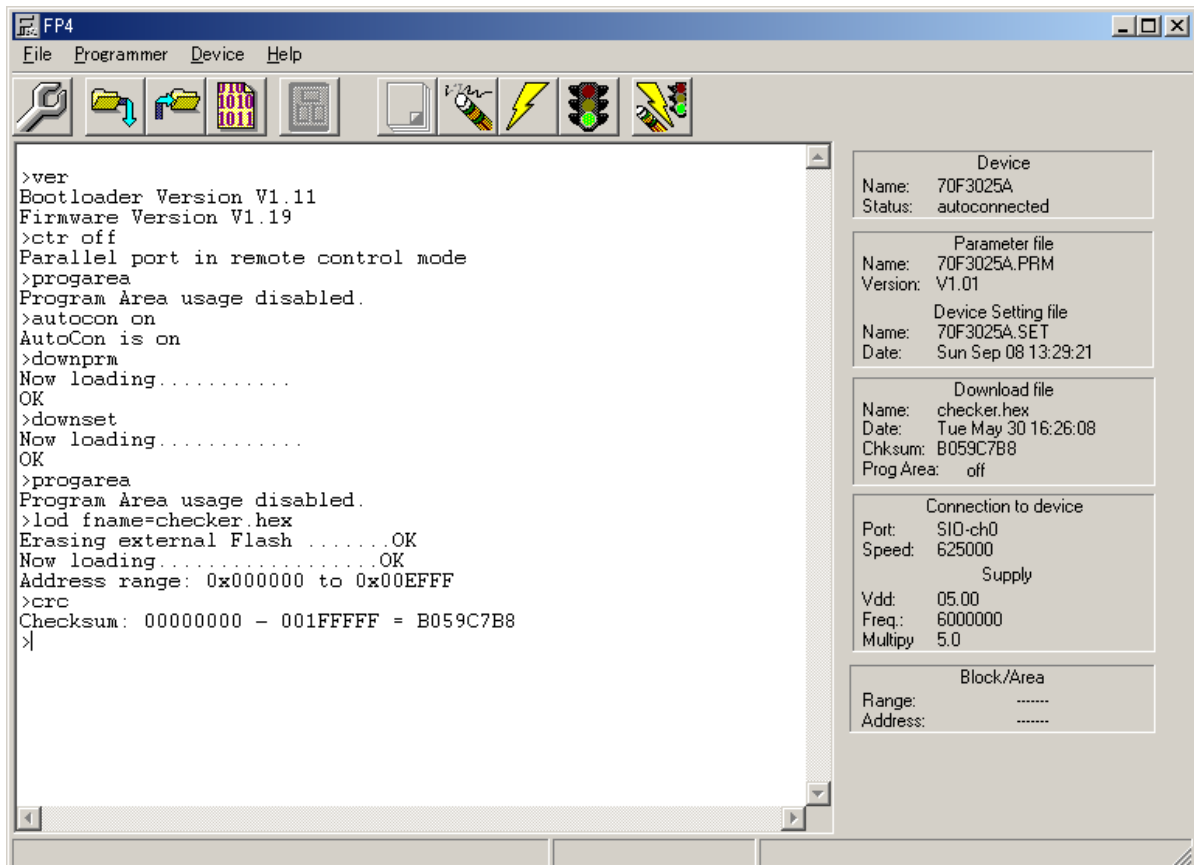 FP4
File Programmer Device Help
010
1010
1011
>ver
Bootloader Version V1.11
Firmware Version V1.19
>ctr off
Parallel port in remote control mode
>progarea
Program Area usage disabled.
>autocon on
AutoCon is on
>downprm
Now loading...........
OK
>downset
Now loading............
OK
>progarea
Program Area usage disabled.
>lod fname=checker.hex
Erasing external Flash .......OK
Now loading...................OK
Address range: 0x000000 to 0x00EFFF
>crc
Checksum: 00000000 - 001FFFFF = B059C7B8
>
Device
Name: 70F3025A
Status: autoconnected
Parameter file
Name: 70F3025A.PRM
Version: V1.01
Device Setting file
Name: 70F3025A.SET
Date: Sun Sep 08 13:29:21
Download file
Name: checker.hex
Date: Tue May 30 16:26:08
Chksum: B059C7B8
Prog Area: off
Connection to device
Port: SIO-ch0
Speed: 625000
Supply
Vdd: 05.00
Freq.: 6000000
Multipy 5.0
Block/Area
Range: -------
Address: -------